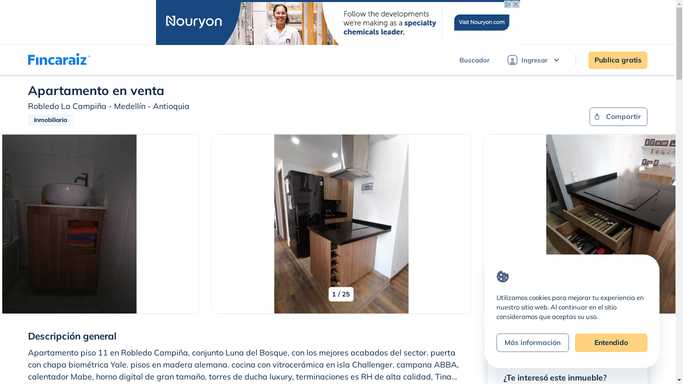 Nouryon
Follow the developments
we're making as a specialty
chemicals leader.
Visit Nouryon.com
Fincaraiz
Buscador
Ingresar
Publica gratis
Apartamento en venta
Robledo La Campiña - Medellín - Antioquia
Inmobiliaria
Compartir
1 / 25
Utilizamos cookies para mejorar tu experiencia en
nuestro sitio web. Al continuar en el sitio
consideramos que aceptas su uso.
Más información
Entendido
Descripción general
Apartamento piso 11 en Robledo Campiña, conjunto Luna del Bosque, con los mejores acabados del sector, puerta
con chapa biométrica Yale, pisos en madera alemana, cocina con vitrocerámica en isla Challenger, campana ABBA,
calentador Mabe, horno digital de gran tamaño, torres de ducha luxury, terminaciones es RH de alta calidad, Tina...
¿Te interesó este inmueble?